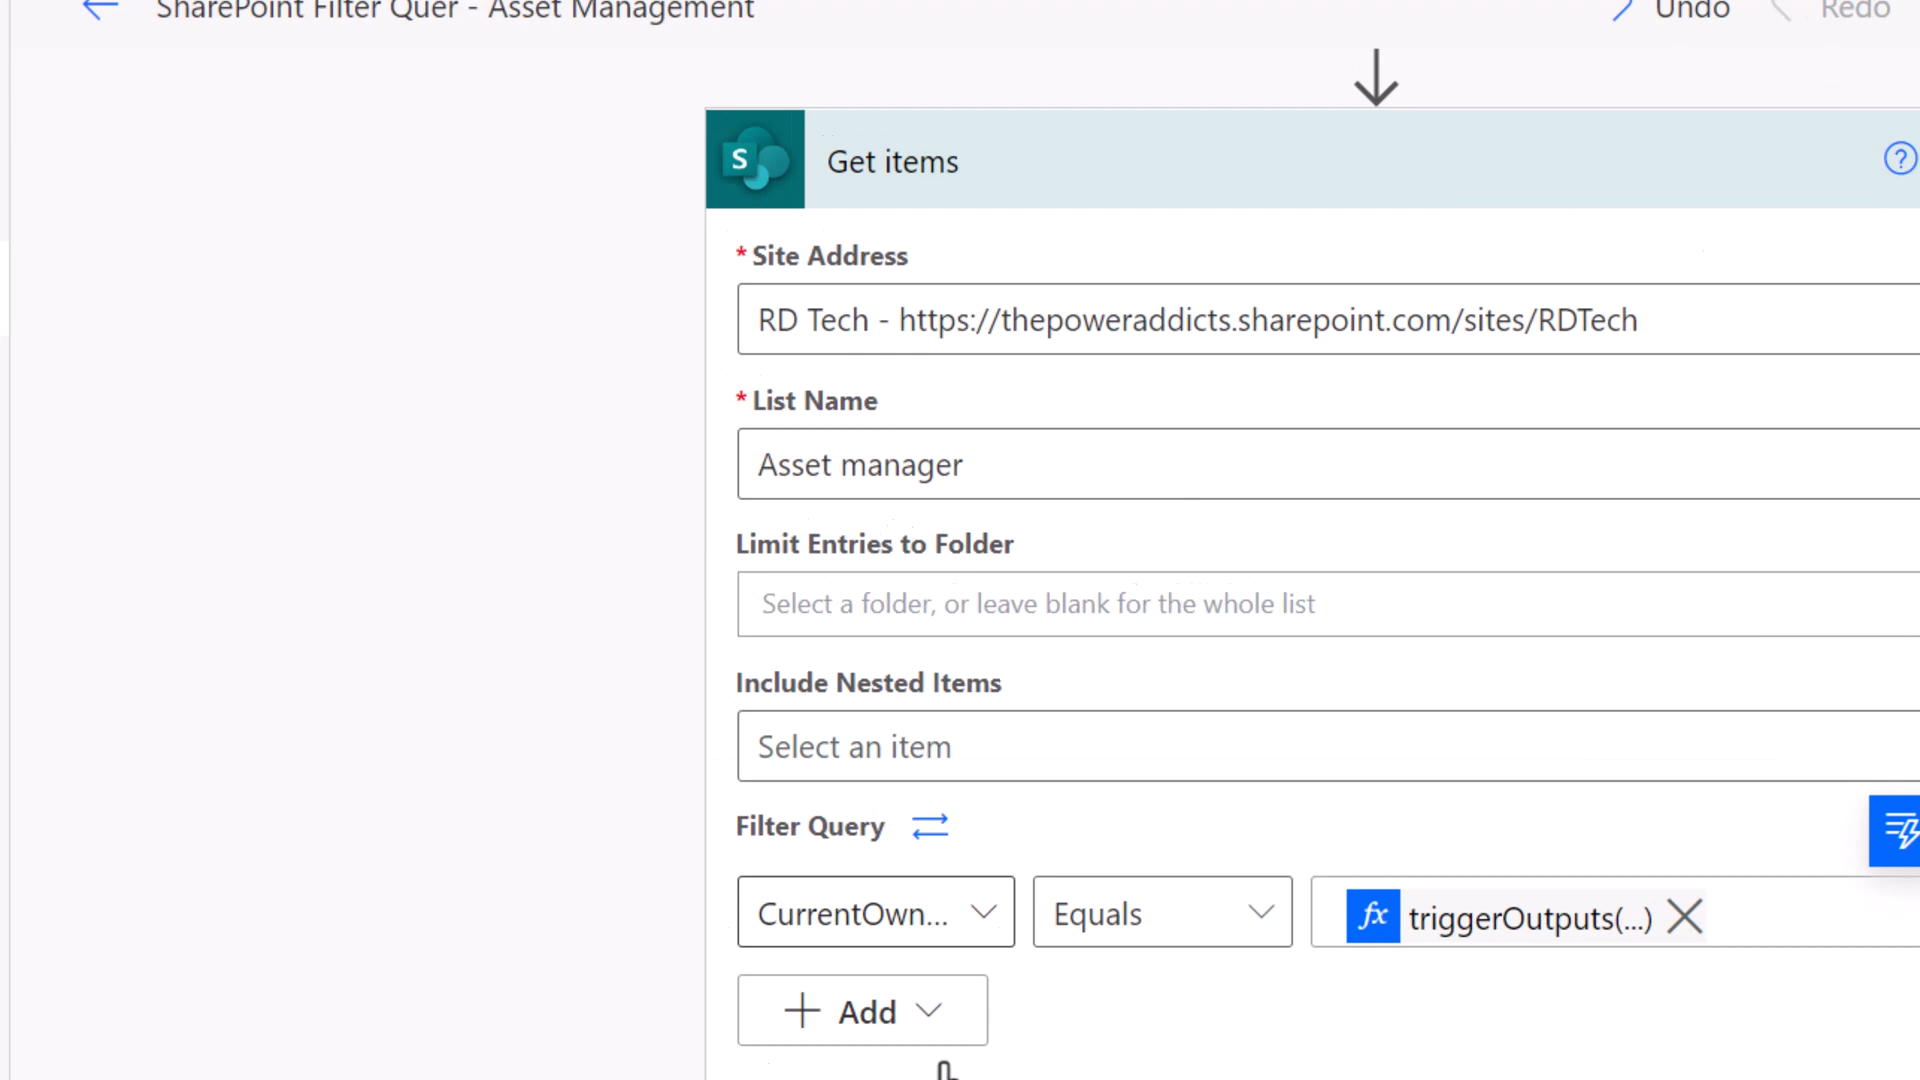 SharePoint Filter Quer - Asset Management
Undo
Redo
S
Get items
?
* Site Address
RD Tech - https://thepoweraddicts.sharepoint.com/sites/RDTech
* List Name
Asset manager
Limit Entries to Folder
Select a folder, or leave blank for the whole list
Include Nested Items
Select an item
Filter Query
CurrentOwn...
Equals
fx triggerOutputs(...)
Add